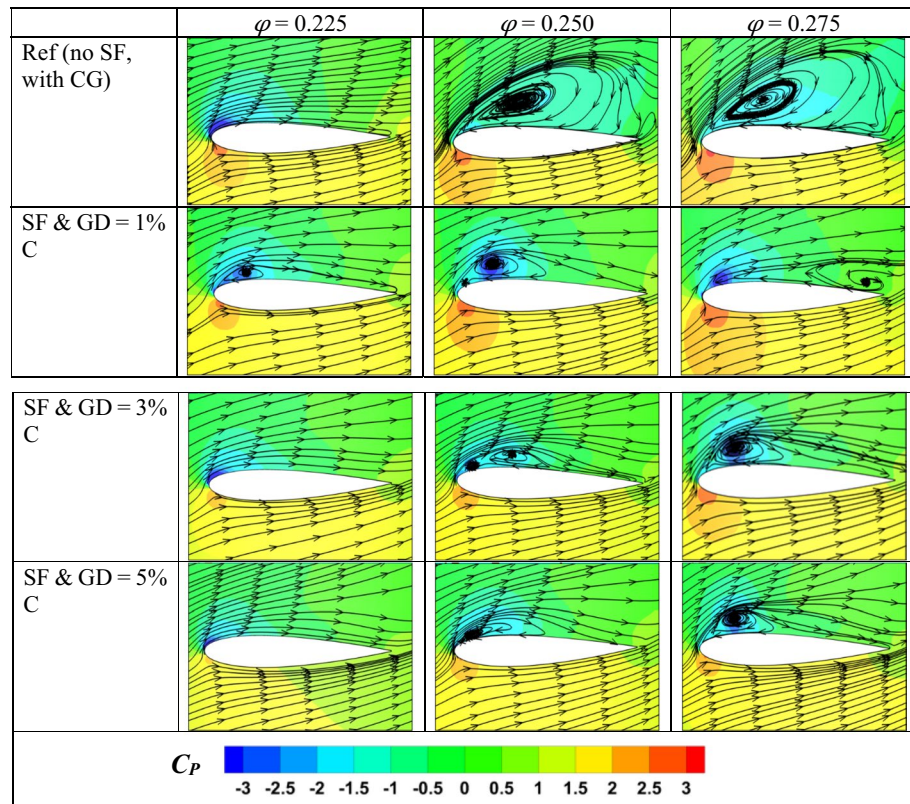 φ = 0.225 φ = 0.250 φ = 0.275
Ref (no SF,
with CG)
SF & GD = 1%
C
SF & GD = 3%
C
SF & GD = 5%
C
CP
-3 -2.5 -2 -1.5 -1 -0.5 0 0.5 1 1.5 2 2.5 3